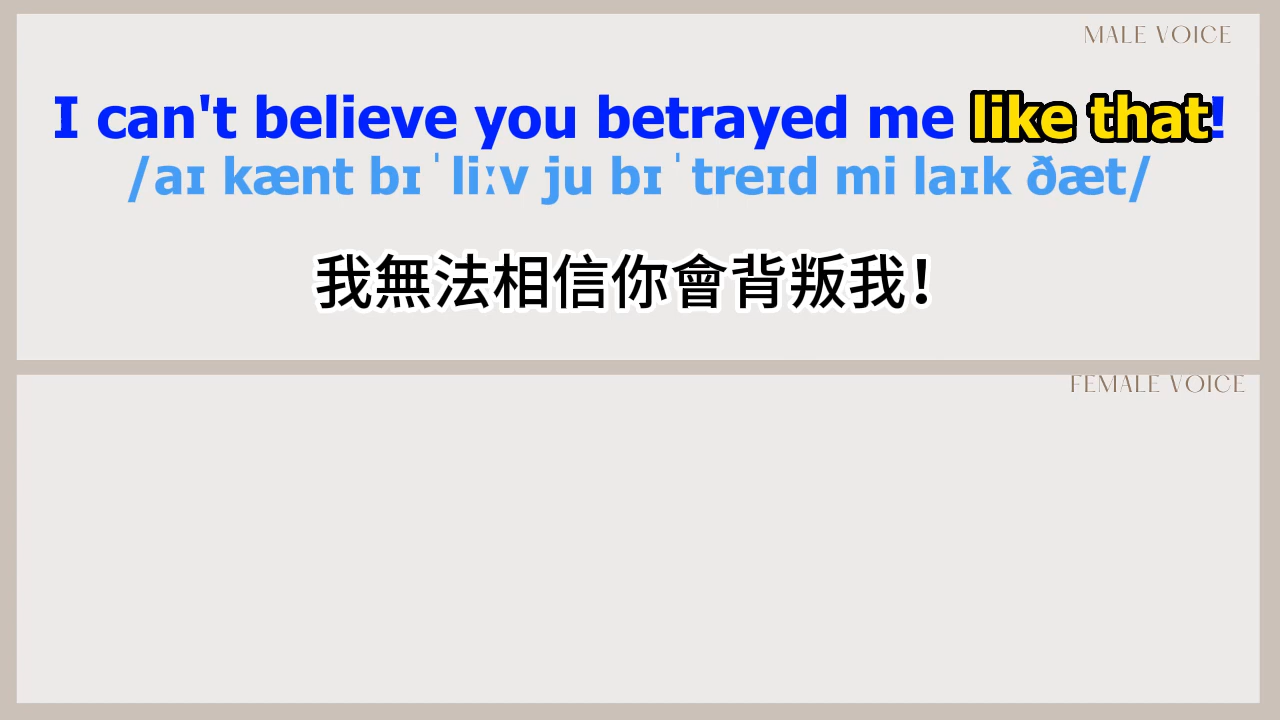 MALE VOICE
I can't believe you betrayed me like that!
/aɪ kænt bɪˈliːv ju bɪˈtreɪd mi laɪk ðæt/
我無法相信你會背叛我！
FEMALE VOICE